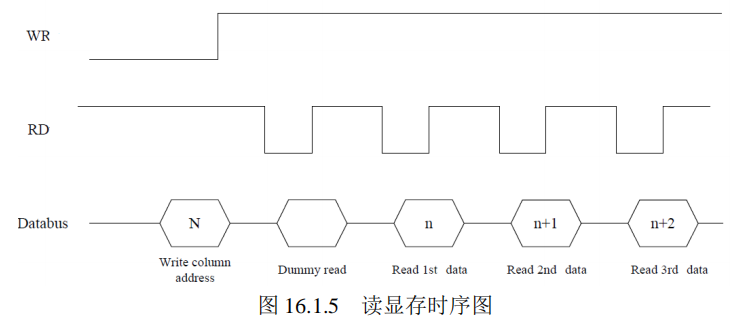 WR
RD
Databus
N
n
n+1
n+2
Write column
address
Dummy read
Read 1st data
Read 2nd data
Read 3rd data
图 16.1.5 读显存时序图